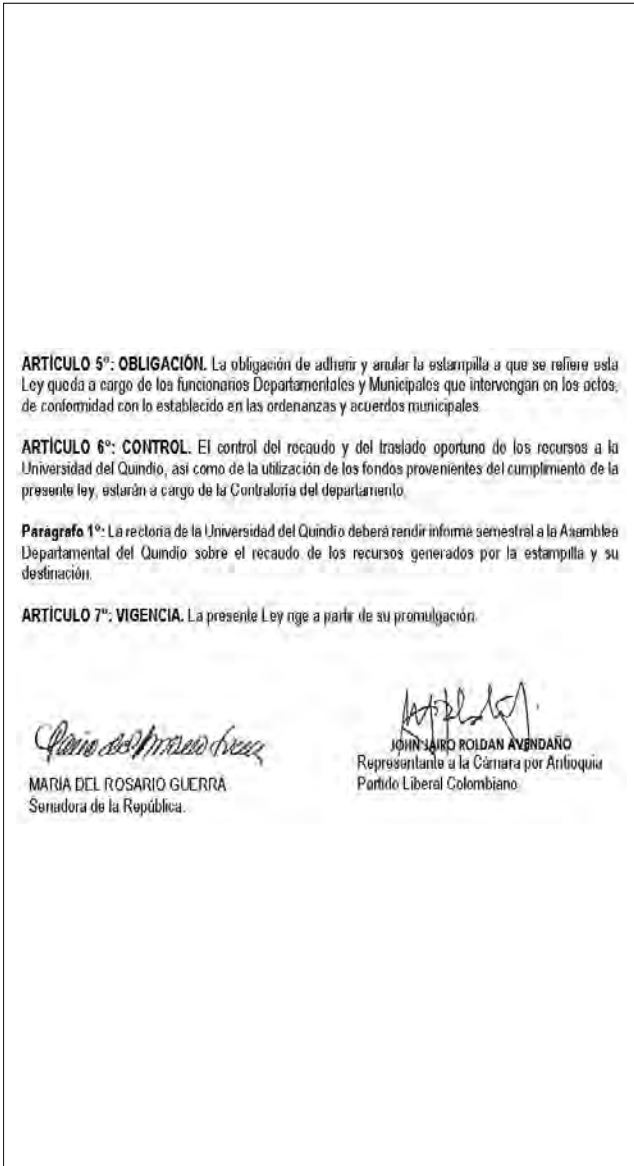 ARTÍCULO 5°: OBLIGACIÓN. La obligación de adherir y anular la estampilla a que se refiere esta
Ley queda a cargo de los funcionarios Departamentales y Municipales que intervengan en los actos,
de conformidad con lo establecido en las ordenanzas y acuerdos municipales.
ARTÍCULO 6°: CONTROL. El control del recaudo y del traslado oportuno de los recursos a la
Universidad del Quindío, así como de la utilización de los fondos provenientes del cumplimiento de la
presente ley, estarán a cargo de la Contraloría del departamento.
Parágrafo 1°: La rectoría de la Universidad del Quindío deberá rendir informe semestral a la Asamblea
Departamental del Quindío sobre el recaudo de los recursos generados por la estampilla y su
destinación.
ARTÍCULO 7°: VIGENCIA. La presente Ley rige a partir de su promulgación.
MARÍA DEL ROSARIO GUERRA
Senadora de la República.
JOHN JAIRO ROLDAN AVENDAÑO
Representante a la Cámara por Antioquia
Partido Liberal Colombiano